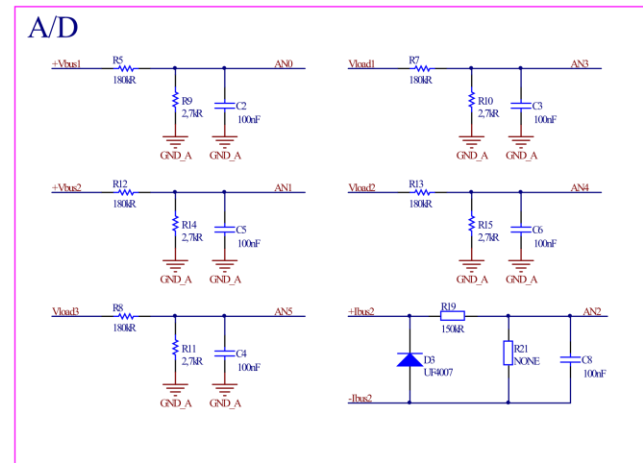 A/D
+Vbus1 R5 180kR AN0
R9 2,7kR
C2 100nF
GND_A GND_A
Vload1 R7 180kR AN3
R10 2,7kR
C3 100nF
GND_A GND_A
+Vbus2 R12 180kR AN1
R14 2,7kR
C5 100nF
GND_A GND_A
Vload2 R13 180kR AN4
R15 2,7kR
C6 100nF
GND_A GND_A
Vload3 R8 180kR AN5
R11 2,7kR
C4 100nF
GND_A GND_A
+Ibus2 R19 150kR AN2
D3 UF4007
R21 NONE
C8 100nF
-Ibus2